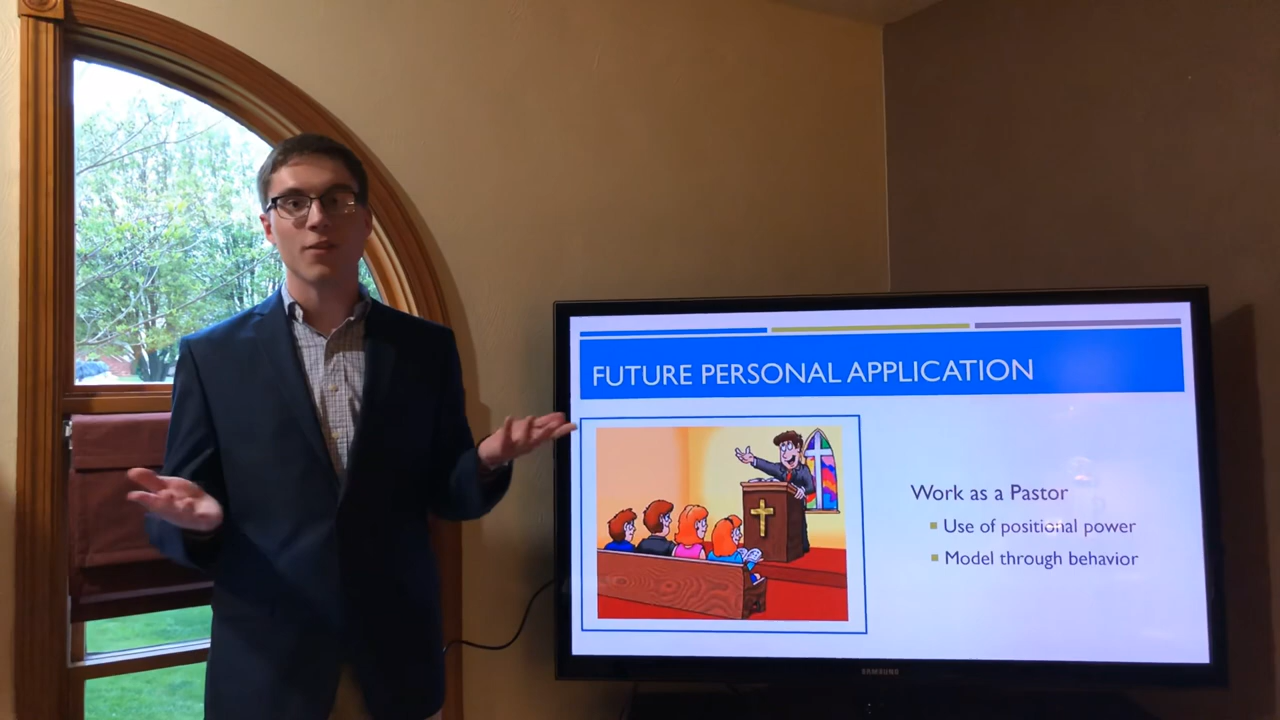 FUTURE PERSONAL APPLICATION
Work as a Pastor
Use of positional power
Model through behavior
SAMSUNG